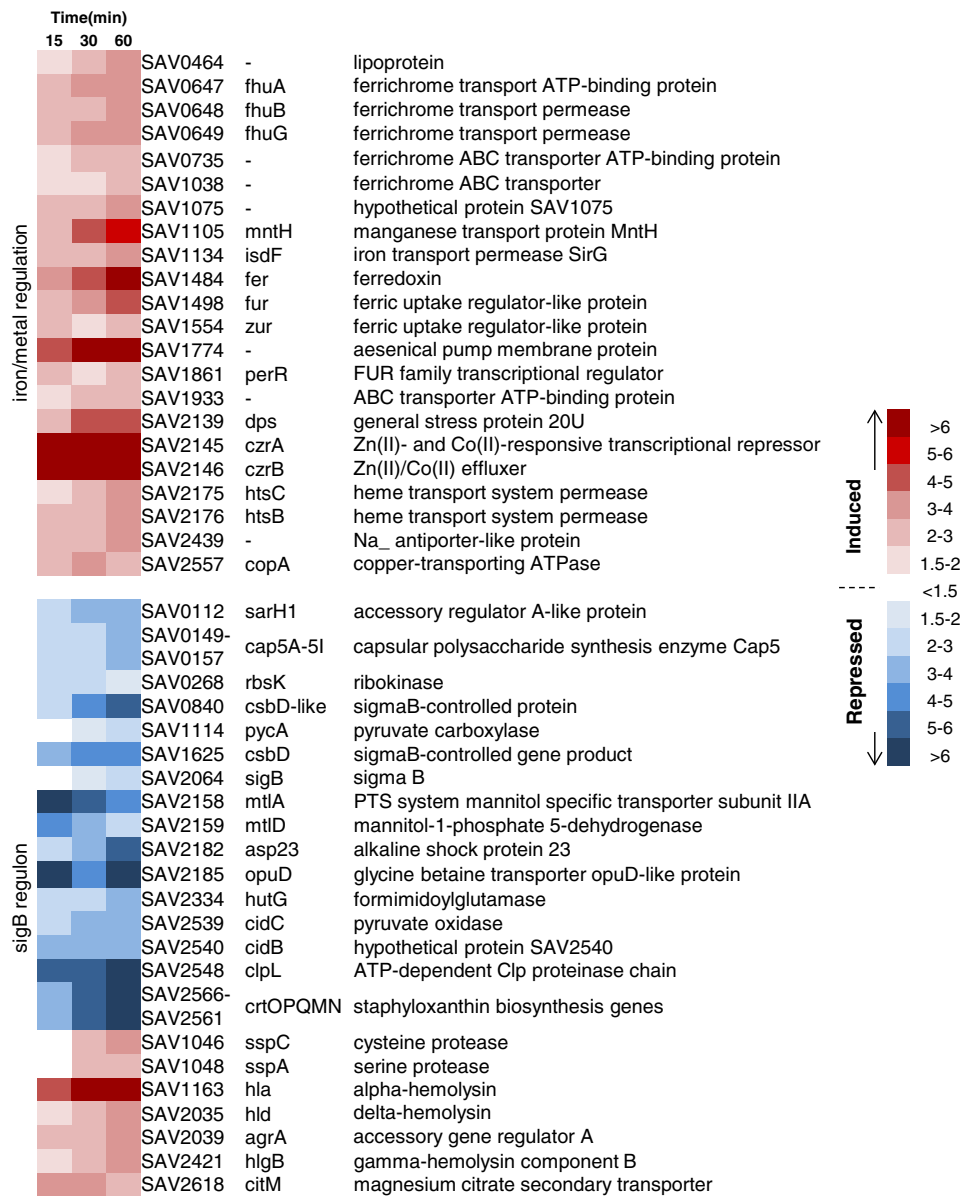 Time(min)
15 30 60
iron/metal regulation
SAV0464 - lipoprotein
SAV0647 fhuA ferrichrome transport ATP-binding protein
SAV0648 fhuB ferrichrome transport permease
SAV0649 fhuG ferrichrome transport permease
SAV0735 - ferrichrome ABC transporter ATP-binding protein
SAV1038 - ferrichrome ABC transporter
SAV1075 - hypothetical protein SAV1075
SAV1105 mntH manganese transport protein MntH
SAV1134 isdF iron transport permease SirG
SAV1484 fer ferredoxin
SAV1498 fur ferric uptake regulator-like protein
SAV1554 zur ferric uptake regulator-like protein
SAV1774 - aesenical pump membrane protein
SAV1861 perR FUR family transcriptional regulator
SAV1933 - ABC transporter ATP-binding protein
SAV2139 dps general stress protein 20U
SAV2145 czrA Zn(II)- and Co(II)-responsive transcriptional repressor
SAV2146 czrB Zn(II)/Co(II) effluxer
SAV2175 htsC heme transport system permease
SAV2176 htsB heme transport system permease
SAV2439 - Na_ antiporter-like protein
SAV2557 copA copper-transporting ATPase
sigB regulon
SAV0112 sarH1 accessory regulator A-like protein
SAV0149-
SAV0157 cap5A-5I capsular polysaccharide synthesis enzyme Cap5
SAV0268 rbsK ribokinase
SAV0840 csbD-like sigmaB-controlled protein
SAV1114 pycA pyruvate carboxylase
SAV1625 csbD sigmaB-controlled gene product
SAV2064 sigB sigma B
SAV2158 mtlA PTS system mannitol specific transporter subunit IIA
SAV2159 mtlD mannitol-1-phosphate 5-dehydrogenase
SAV2182 asp23 alkaline shock protein 23
SAV2185 opuD glycine betaine transporter opuD-like protein
SAV2334 hutG formimidoylglutamase
SAV2539 cidC pyruvate oxidase
SAV2540 cidB hypothetical protein SAV2540
SAV2548 clpL ATP-dependent Clp proteinase chain
SAV2566-
SAV2561 crtOPQMN staphyloxanthin biosynthesis genes
SAV1046 sspC cysteine protease
SAV1048 sspA serine protease
SAV1163 hla alpha-hemolysin
SAV2035 hld delta-hemolysin
SAV2039 agrA accessory gene regulator A
SAV2421 hlgB gamma-hemolysin component B
SAV2618 citM magnesium citrate secondary transporter
Induced
>6
5-6
4-5
3-4
2-3
1.5-2
<1.5
Repressed
1.5-2
2-3
3-4
4-5
5-6
>6